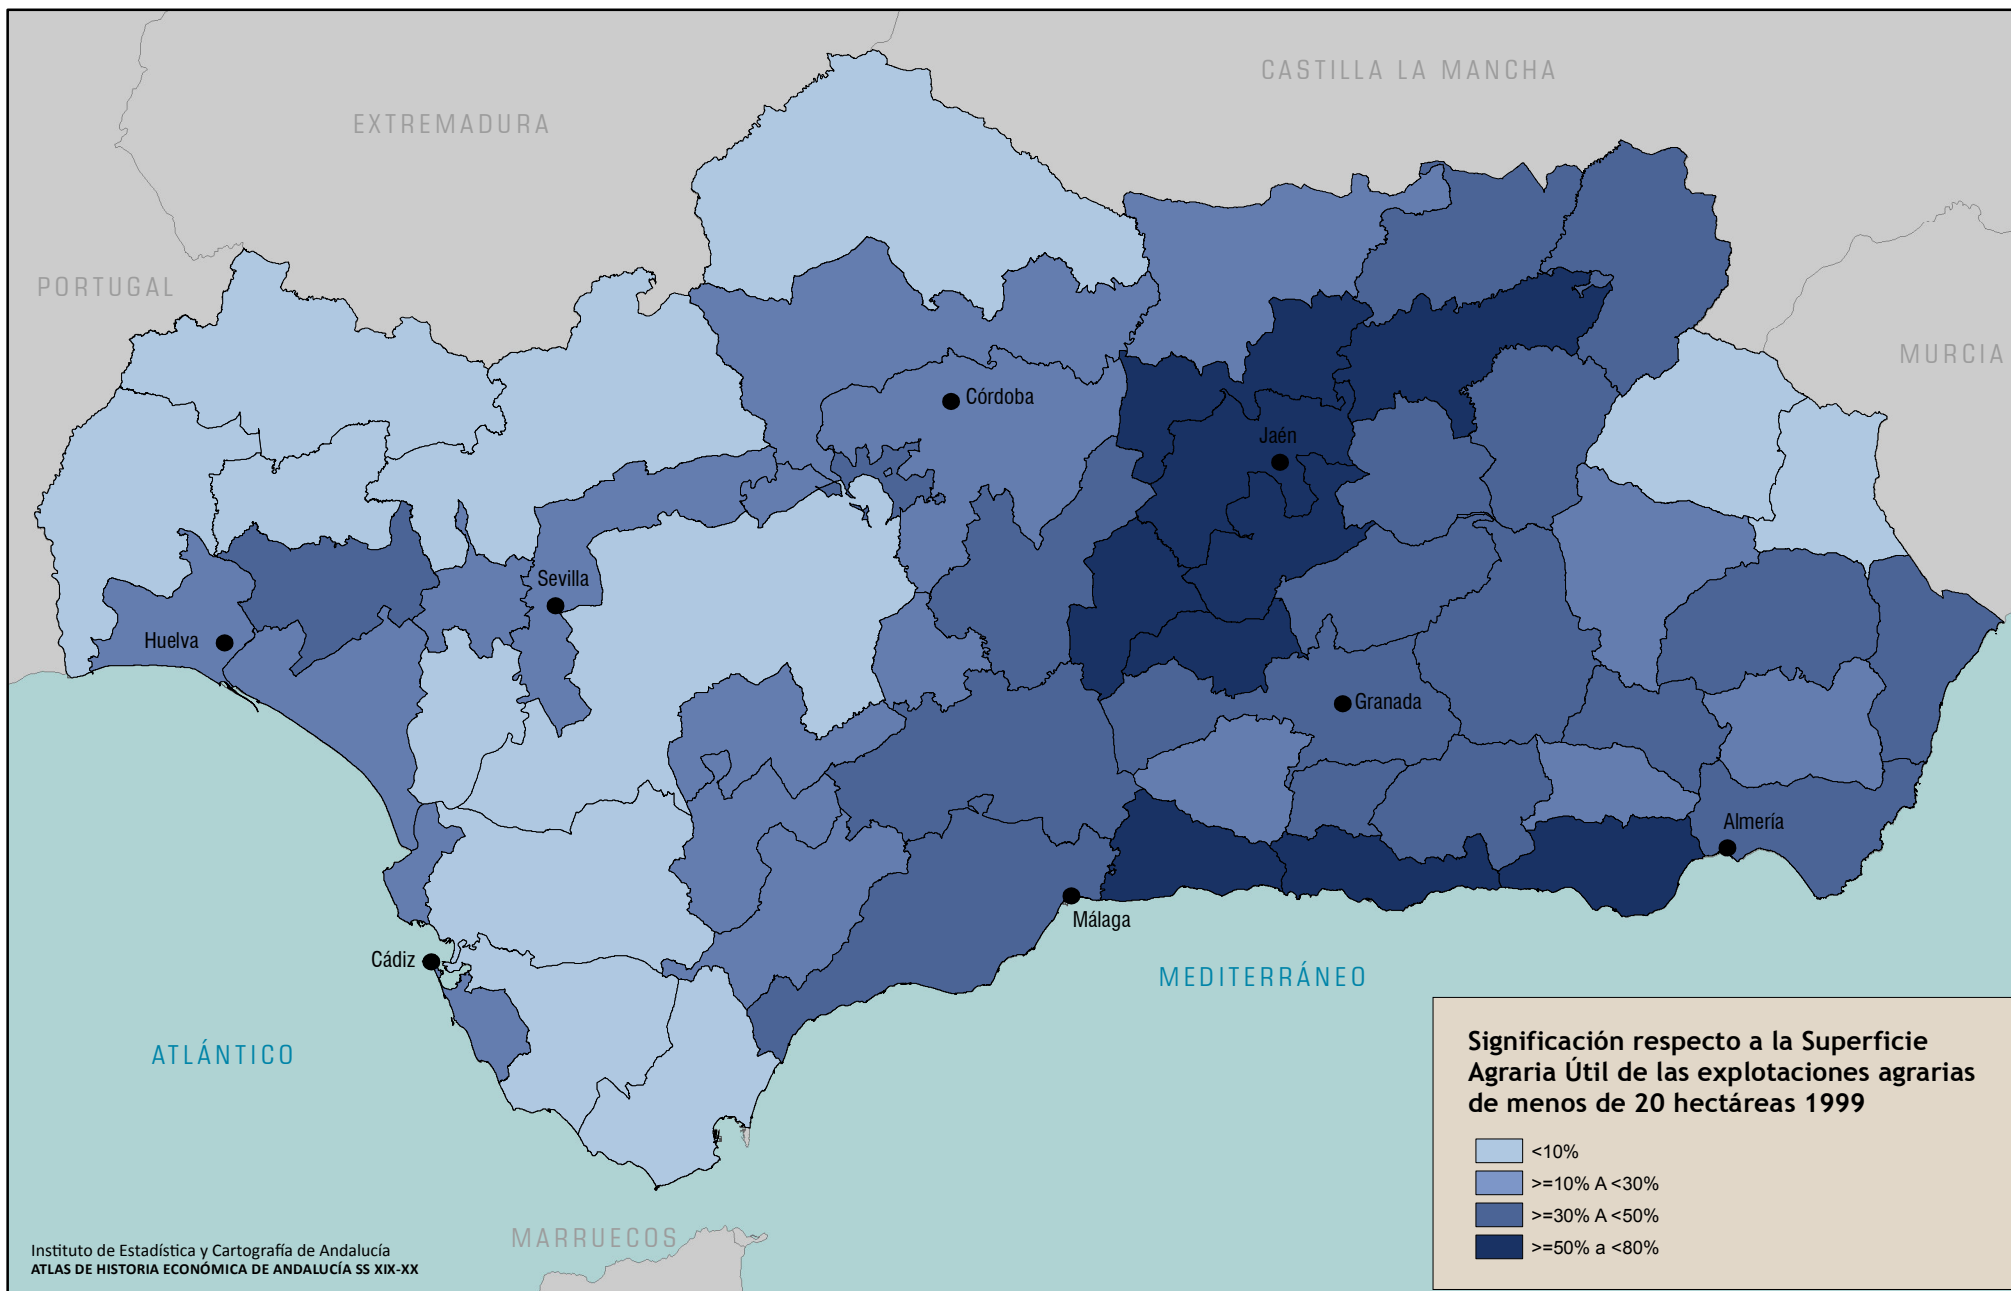 CASTILLA LA MANCHA
EXTREMADURA
PORTUGAL
MURCIA
Córdoba
Jaén
Sevilla
Huelva
Granada
Almería
Málaga
Cádiz
MEDITERRÁNEO
ATLÁNTICO
MARRUECOS
Significación respecto a la Superficie
Agraria Útil de las explotaciones agrarias
de menos de 20 hectáreas 1999
<10%
>=10% A <30%
>=30% A <50%
>=50% a <80%
Instituto de Estadística y Cartografía de Andalucía
ATLAS DE HISTORIA ECONÓMICA DE ANDALUCÍA SS XIX-XX